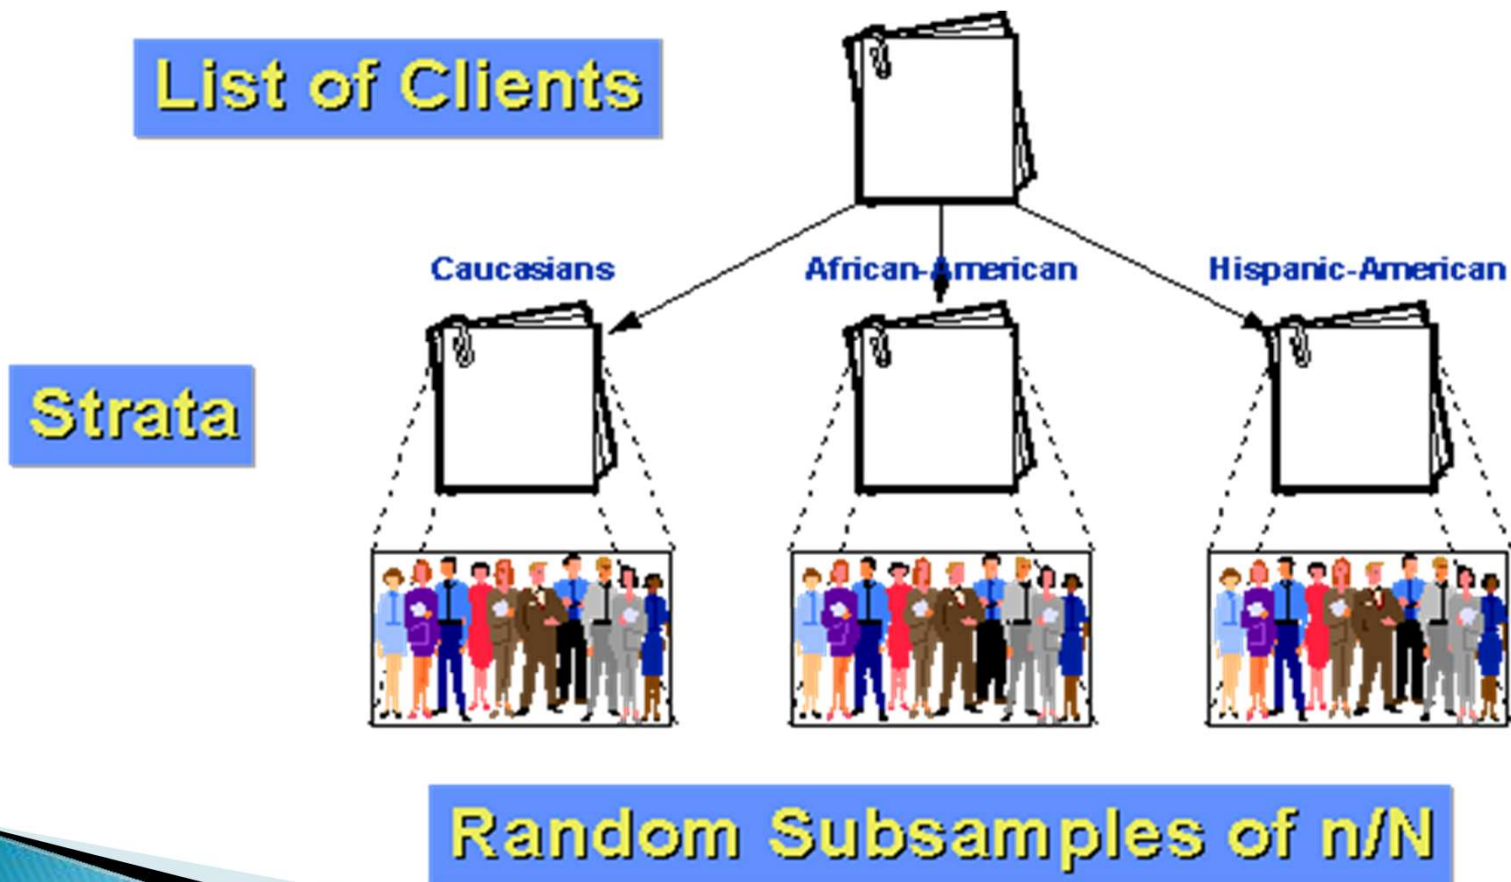 List of Clients
Caucasians
African-American
Hispanic-American
Strata
Random Subsamples of n/N